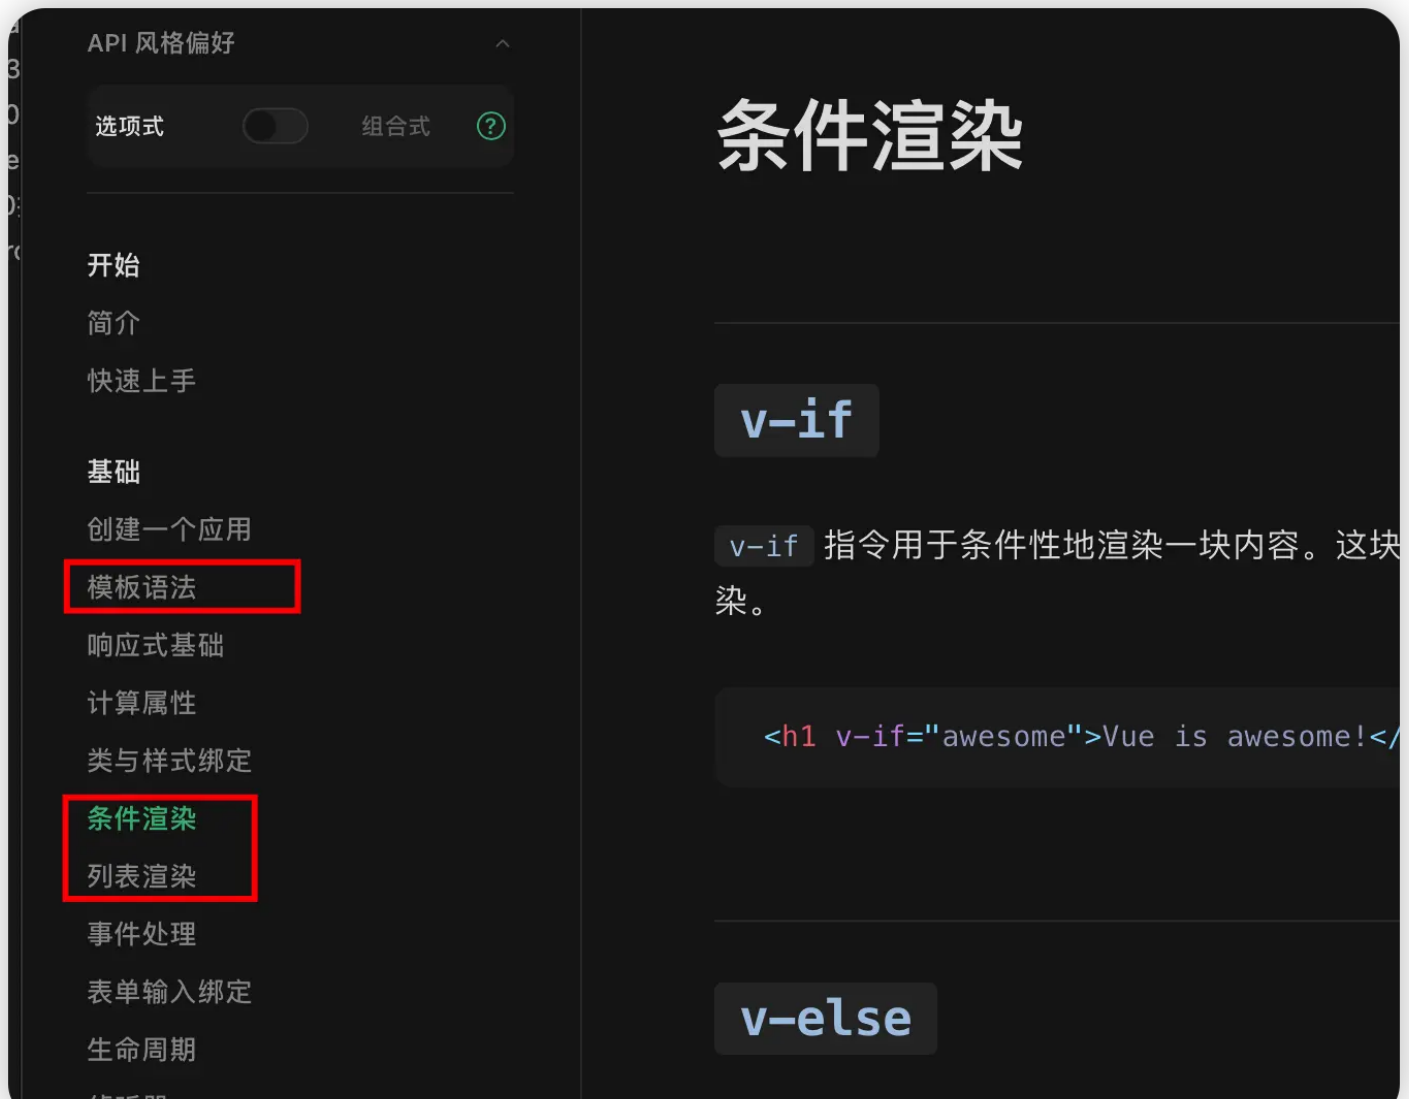 API 风格偏好
选项式
组合式
?
开始
简介
快速上手
基础
创建一个应用
模板语法
响应式基础
计算属性
类与样式绑定
条件渲染
列表渲染
事件处理
表单输入绑定
生命周期
条件渲染
v-if
v-if 指令用于条件性地渲染一块内容。这块
染。
<h1 v-if="awesome">Vue is awesome!</
v-else